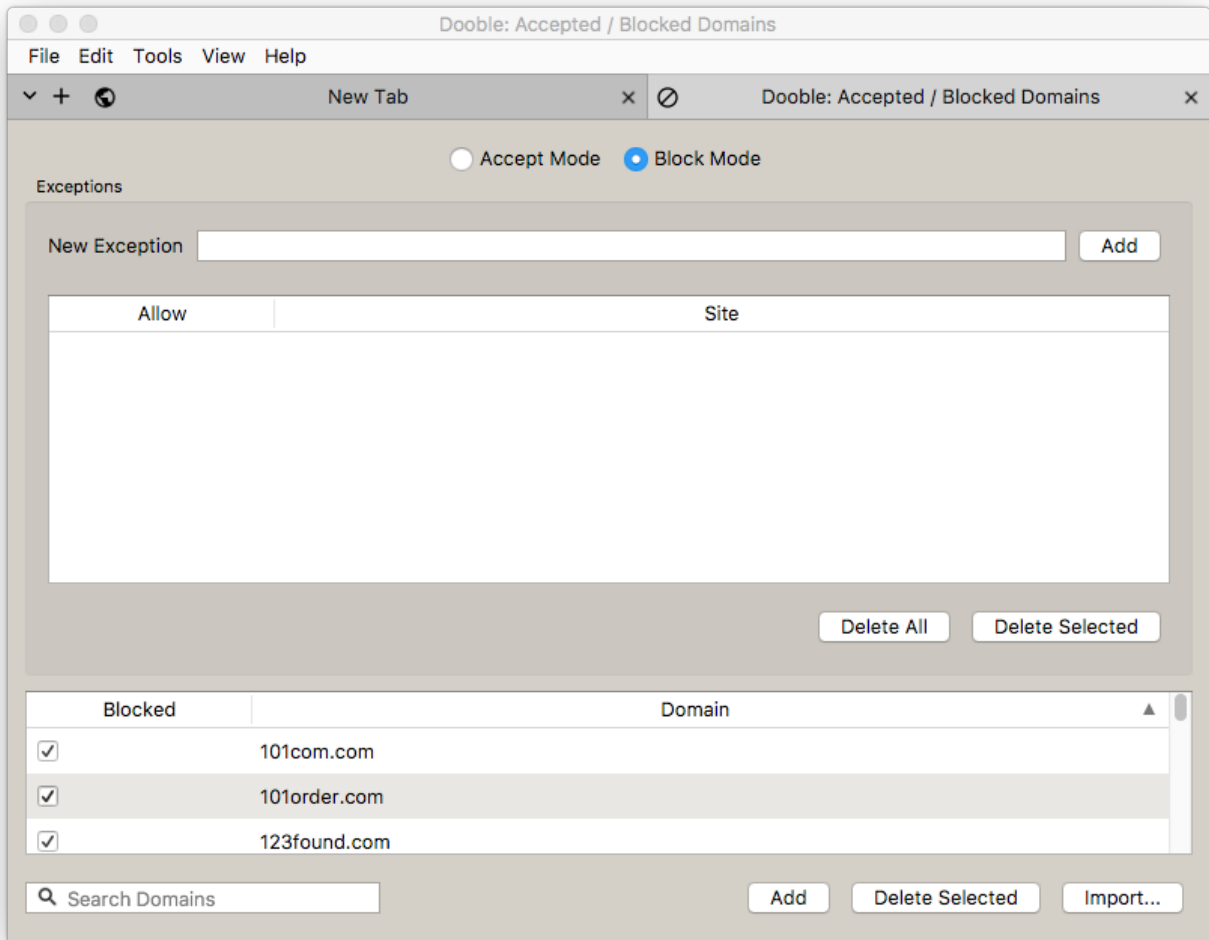 Dooble: Accepted / Blocked Domains
File Edit Tools View Help
New Tab Dooble: Accepted / Blocked Domains
Accept Mode Block Mode
Exceptions
New Exception Add
Allow Site
Delete All Delete Selected
Blocked Domain
101com.com
101order.com
123found.com
Search Domains Add Delete Selected Import...